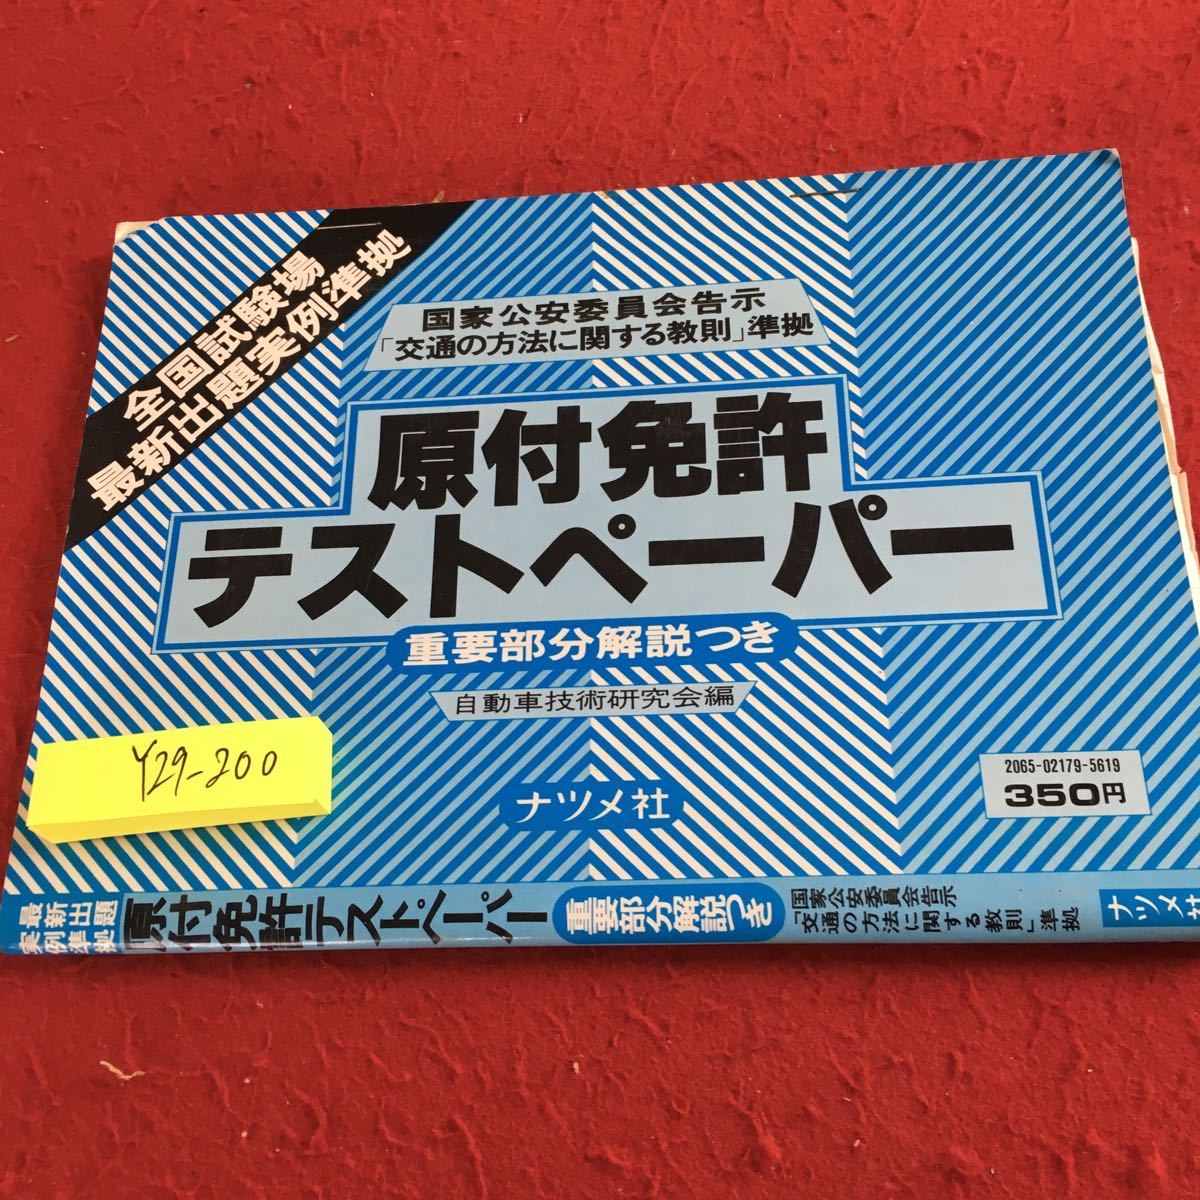 全国試験場
最新出題実例準拠
国家公安委員会告示
「交通の方法に関する教則」準拠
原付免許
テストペーパー
重要部分解説つき
自動車技術研究会編
ナツメ社
2065-02179-5619
350円
Y29-200
最新出題
実例準拠
原付免許テストペーパー
重要部分解説つき
国家公安委員会告示
「交通の方法に関する教則」準拠
ナツメ社